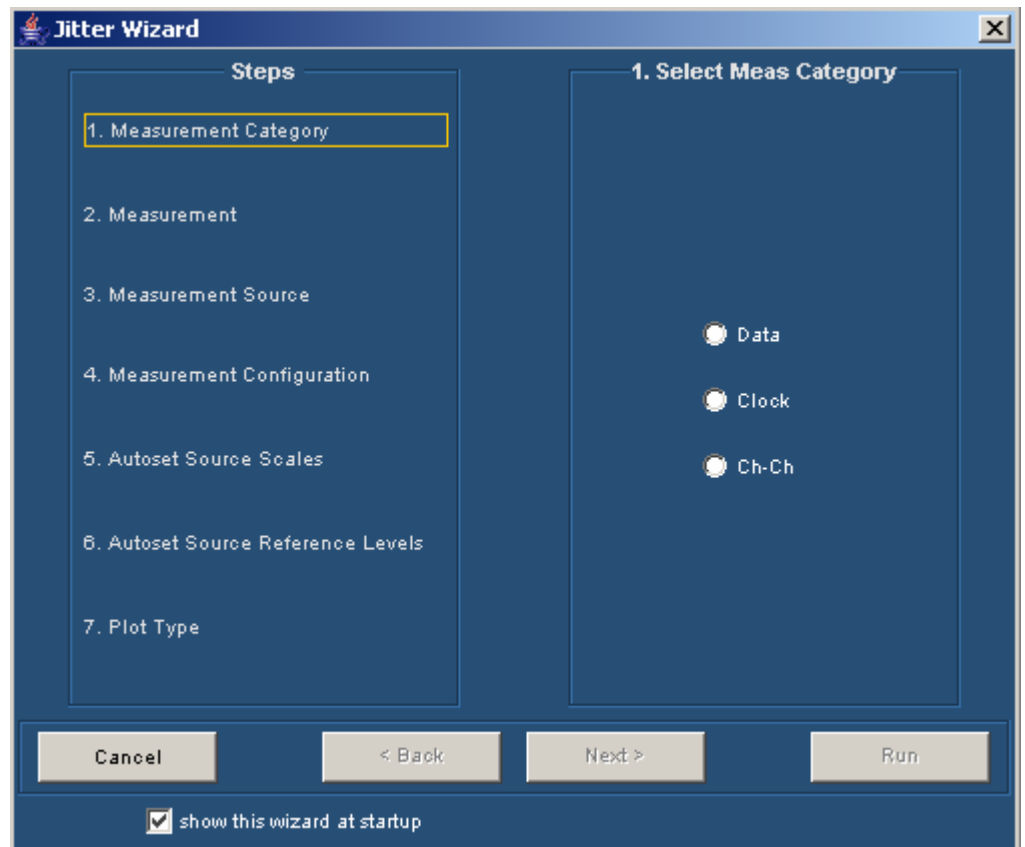 Jitter Wizard
Steps
1. Measurement Category
2. Measurement
3. Measurement Source
4. Measurement Configuration
5. Autoset Source Scales
6. Autoset Source Reference Levels
7. Plot Type
1. Select Meas Category
Data
Clock
Ch-Ch
Cancel
< Back
Next >
Run
show this wizard at startup